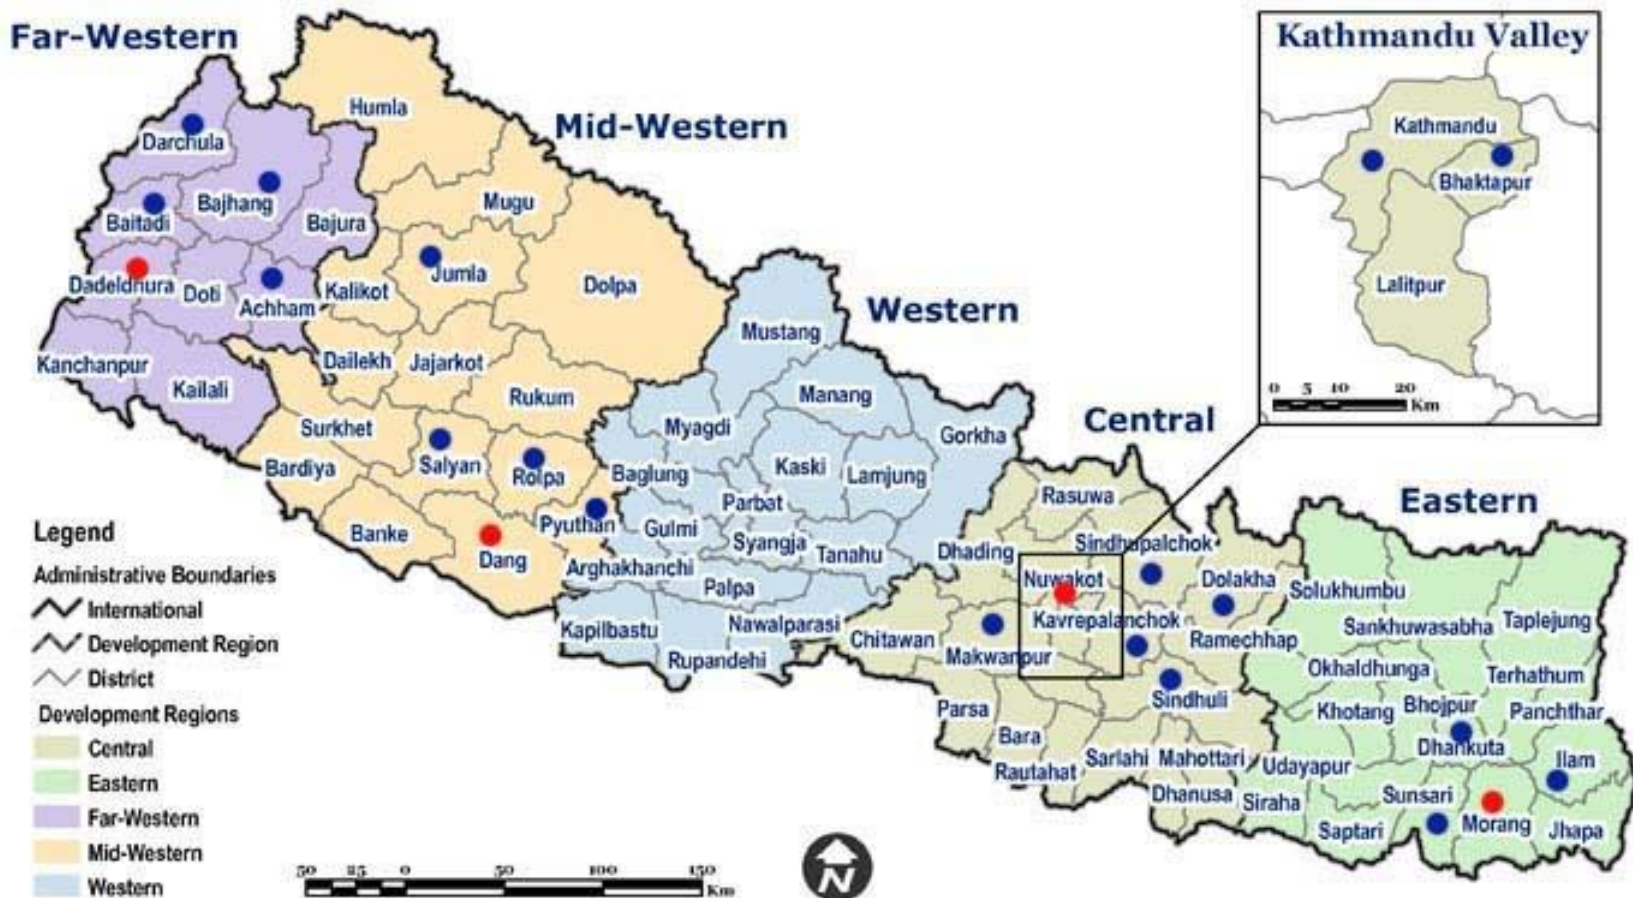 Far-Western
Mid-Western
Western
Central
Eastern
Kathmandu Valley
Kathmandu
Bhaktapur
Lalitpur
0 5 10 20
Km
Humla
Darchula
Bajhang
Baitadi
Bajura
Mugu
Dadeldhura
Doti
Achham
Kalikot
Jumla
Dolpa
Kanchanpur
Kailali
Dailekh
Jajarkot
Rukum
Surkhet
Bardiya
Salyan
Rolpa
Banke
Dang
Pyuthan
Mustang
Manang
Myagdi
Gorkha
Baglung
Kaski
Lamjung
Parbat
Gulmi
Syangja
Tanahu
Arghakhanchi
Palpa
Kapilbastu
Nawalparasi
Rupandehi
Rasuwa
Dhading
Sindhupalchok
Nuwakot
Dolakha
Kavrepalanchok
Chitawan
Makwanpur
Ramechhap
Sindhuli
Parsa
Bara
Rautahat
Sarlahi
Mahottari
Dhanusa
Solukhumbu
Sankhuwasabha
Taplejung
Okhaldhunga
Terhathum
Khotang
Bhojpur
Panchthar
Dhankuta
Udayapur
Ilam
Siraha
Sunsari
Saptari
Morang
Jhapa
Legend
Administrative Boundaries
International
Development Region
District
Development Regions
Central
Eastern
Far-Western
Mid-Western
Western
50 25 0 50 100 150
Km
N